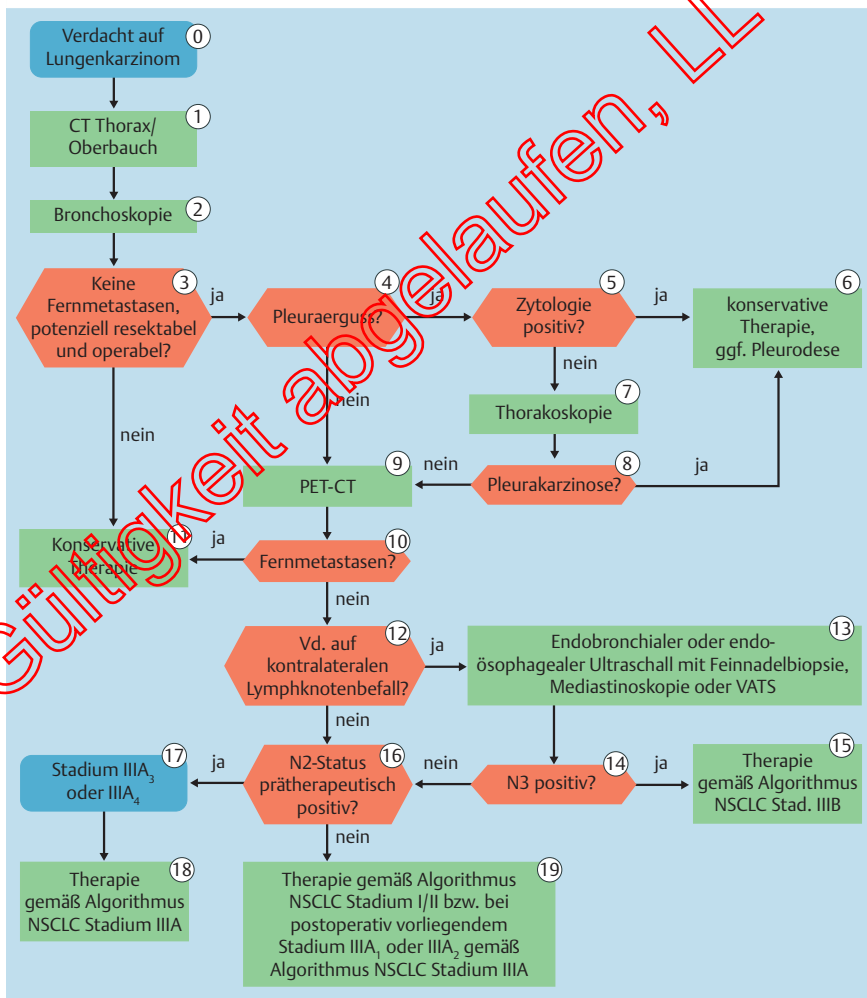 Verdacht auf
Lungenkarzinom
0
CT Thorax/
Oberbauch
1
Bronchoskopie
2
Keine
Fernmetastasen,
potenziell resektabel
und operabel?
3
ja
nein
Pleuraerguss?
4
ja
nein
Zytologie
positiv?
5
ja
nein
konservative
Therapie,
ggf. Pleurodese
6
Thorakoskopie
7
Pleurakarzinose?
8
nein
ja
PET-CT
9
Fernmetastasen?
10
ja
nein
Konservative
Therapie
11
Vd. auf
kontralateralen
Lymphknotenbefall?
12
ja
nein
Endobronchialer oder endo-
ösophagealer Ultraschall mit Feinnadelbiopsie,
Mediastinoskopie oder VATS
13
N3 positiv?
14
nein
ja
Therapie
gemäß Algorithmus
NSCLC Stad. IIIB
15
N2-Status
prätherapeutisch
positiv?
16
ja
nein
Stadium IIIA3
oder IIIA4
17
Therapie
gemäß Algorithmus
NSCLC Stadium IIIA
18
Therapie gemäß Algorithmus
NSCLC Stadium I/II bzw. bei
postoperativ vorliegendem
Stadium IIIA1 oder IIIA2 gemäß
Algorithmus NSCLC Stadium IIIA
19
Gültigkeit abgelaufen, LL